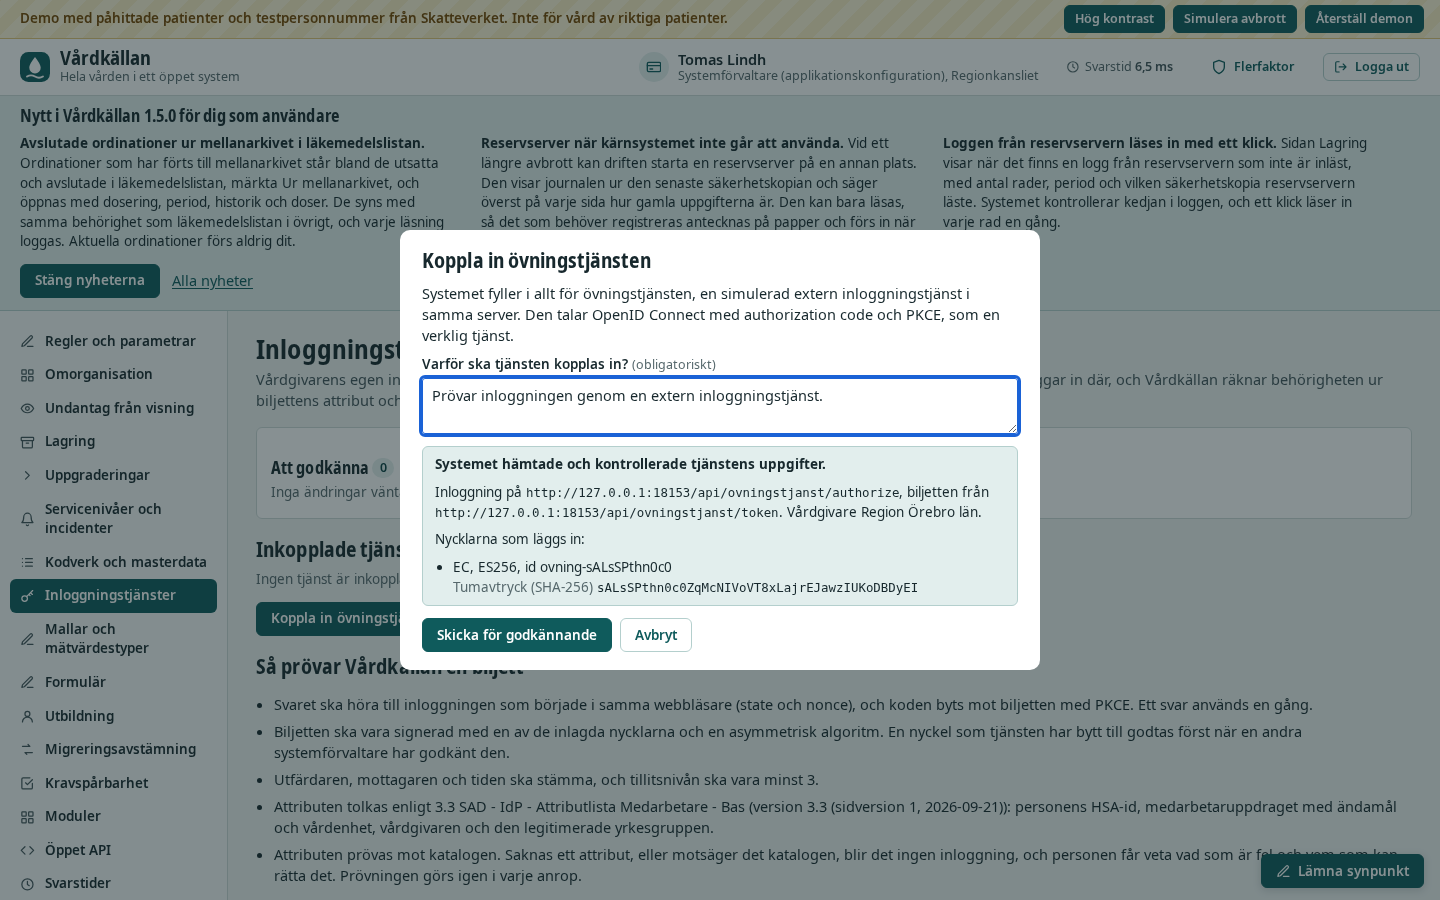 Demo med påhittade patienter och testpersonnummer från Skatteverket. Inte för vård av riktiga patienter.
Hög kontrast
Simulera avbrott
Återställ demon
Vårdkällan
Hela vården i ett öppet system
Tomas Lindh
Systemförvaltare (applikationskonfiguration), Regionkansliet
Svarstid 6,5 ms
Flerfaktor
Logga ut
Nytt i Vårdkällan 1.5.0 för dig som användare
Avslutade ordinationer ur mellanarkivet i läkemedelslistan.
Ordinationer som har förts till mellanarkivet står bland de utsatta
och avslutade i läkemedelslistan, märkta Ur mellanarkivet, och
öppnas med dosering, period, historik och doser. De syns med
samma behörighet som läkemedelslistan i övrigt, och varje läsning
loggas. Aktuella ordinationer förs aldrig dit.
Reservserver när kärnsystemet inte går att använda. Vid ett
längre avbrott kan driften starta en reservserver på en annan plats.
Den visar journalen ur den senaste säkerhetskopian och säger
överst på varje sida hur gamla uppgifterna är. Den kan bara läsas,
så det som behöver registreras antecknas på papper och förs in när
Loggen från reservservern läses in med ett klick. Sidan Lagring
visar när det finns en logg från reservservern som inte är inläst,
med antal rader, period och vilken säkerhetskopia reservservern
läste. Systemet kontrollerar kedjan i loggen, och ett klick läser in
varje rad en gång.
Stäng nyheterna
Alla nyheter
Regler och parametrar
Omorganisation
Undantag från visning
Lagring
Uppgraderingar
Servicenivåer och
incidenter
Kodverk och masterdata
Inloggningstjänster
Mallar och
mätvärdestyper
Formulär
Utbildning
Migreringsavstämning
Kravspårbarhet
Moduler
Öppet API
Svarstider
Inloggningst
Vårdgivarens egen in
ggar in där, och Vårdkällan räknar behörigheten ur
biljettens attribut och
Att godkänna 0
Inga ändringar vänt
Inkopplade tjäns
Ingen tjänst är inkoppl
Koppla in övningstj
Koppla in övningstjänsten
Systemet fyller i allt för övningstjänsten, en simulerad extern inloggningstjänst i
samma server. Den talar OpenID Connect med authorization code och PKCE, som en
verklig tjänst.
Varför ska tjänsten kopplas in? (obligatoriskt)
Prövar inloggningen genom en extern inloggningstjänst.
Systemet hämtade och kontrollerade tjänstens uppgifter.
Inloggning på http://127.0.0.1:18153/api/ovningstjanst/authorize, biljetten från
http://127.0.0.1:18153/api/ovningstjanst/token. Vårdgivare Region Örebro län.
Nycklarna som läggs in:
EC, ES256, id ovning-sALsSPthn0c0
Tumavtryck (SHA-256) sALsSPthn0c0ZqMcNIVoVT8xLajrEJawzIUKoDBDyEI
Skicka för godkännande
Avbryt
Så prövar Vårdkällan en biljett
Svaret ska höra till inloggningen som började i samma webbläsare (state och nonce), och koden byts mot biljetten med PKCE. Ett svar används en gång.
Biljetten ska vara signerad med en av de inlagda nycklarna och en asymmetrisk algoritm. En nyckel som tjänsten har bytt till godtas först när en andra
systemförvaltare har godkänt den.
Utfärdaren, mottagaren och tiden ska stämma, och tillitsnivån ska vara minst 3.
Attributen tolkas enligt 3.3 SAD - IdP - Attributlista Medarbetare - Bas (version 3.3 (sidversion 1, 2026-09-21)): personens HSA-id, medarbetaruppdraget med ändamål
och vårdenhet, vårdgivaren och den legitimerade yrkesgruppen.
Attributen prövas mot katalogen. Saknas ett attribut, eller motsäger det katalogen, blir det ingen inloggning, och personen får veta vad som är fel och vem som kan
rätta det. Prövningen görs igen i varje anrop.
Lämna synpunkt